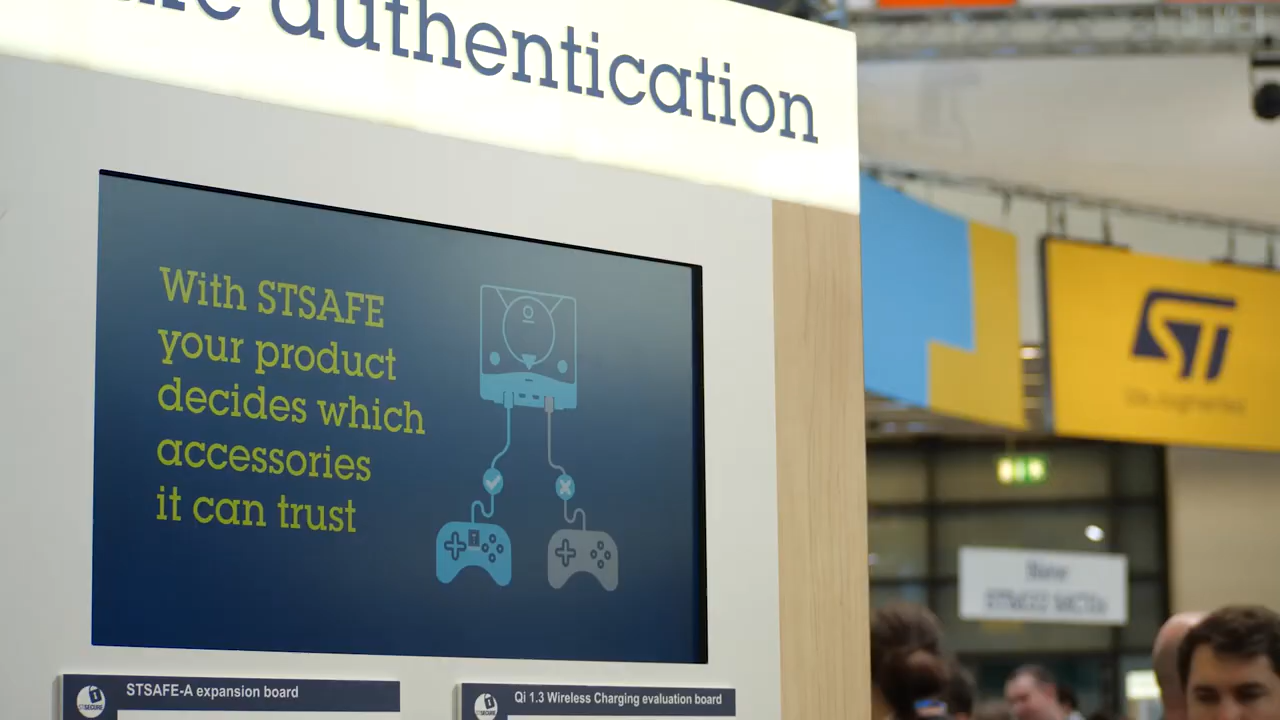 authentication
With STSAFE
your product
decides which
accessories
it can trust
STSAFE-A expansion board
Qi 1.3 Wireless Charging evaluation board
ST
New